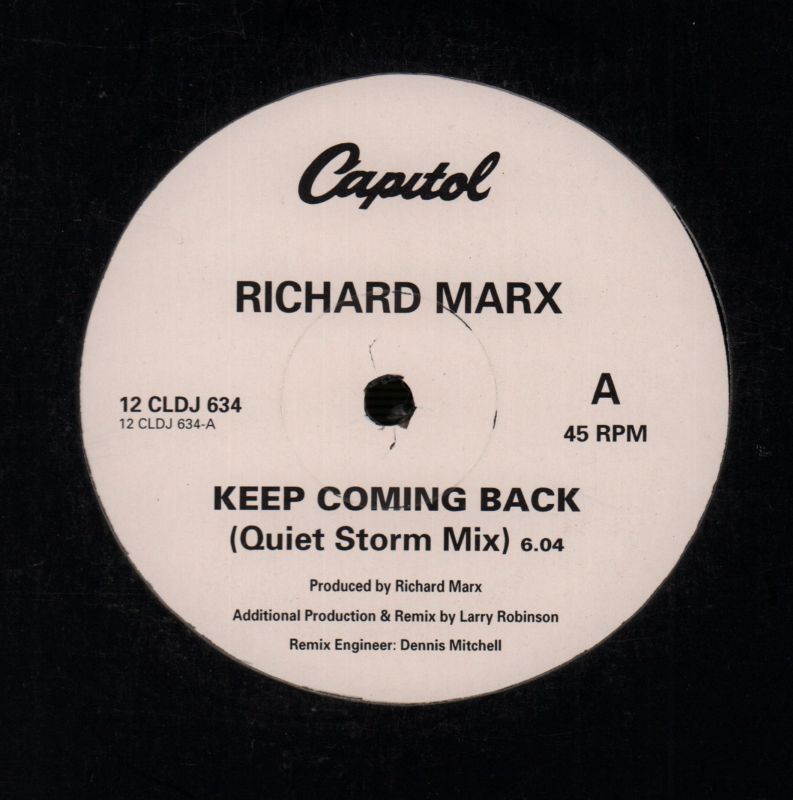 Capitol
RICHARD MARX
12 CLDJ 634
12 CLDJ 634-A
A
45 RPM
KEEP COMING BACK
(Quiet Storm Mix) 6.04
Produced by Richard Marx
Additional Production & Remix by Larry Robinson
Remix Engineer: Dennis Mitchell